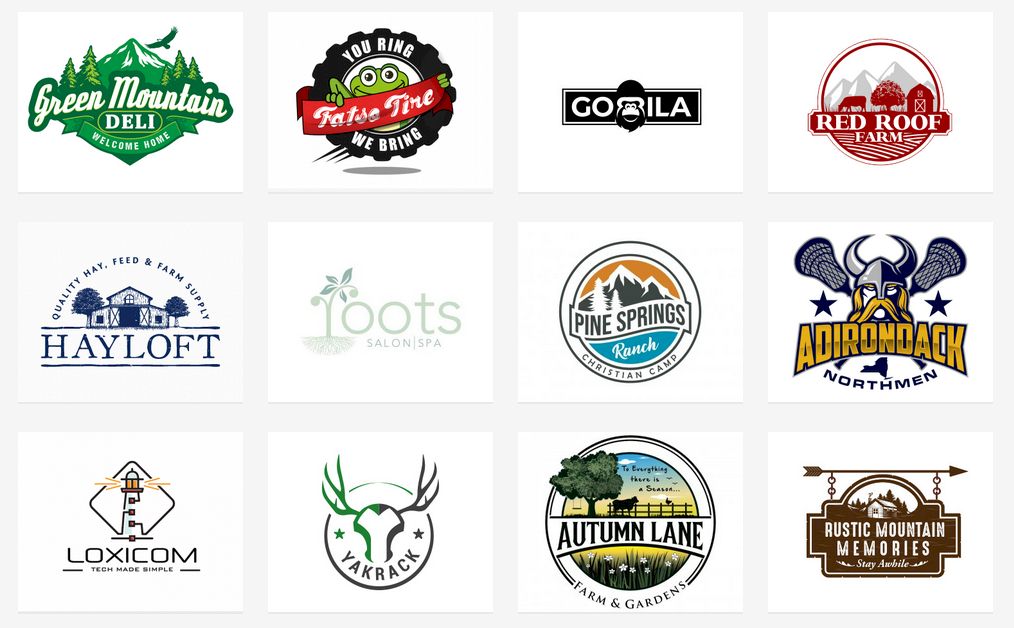 Green Mountain
DELI
WELCOME HOME
YOU RING
Fatso Tire
WE BRING
GORILA
RED ROOF
FARM
QUALITY HAY, FEED & FARM SUPPLY
HAYLOFT
roots
SALON|SPA
PINE SPRINGS
Ranch
CHRISTIAN CAMP
ADIRONDACK
NORTHMEN
LOXICOM
TECH MADE SIMPLE
YAKRACK
To Everything
there is
a Season...
AUTUMN LANE
FARM & GARDENS
RUSTIC MOUNTAIN
MEMORIES
Stay Awhile